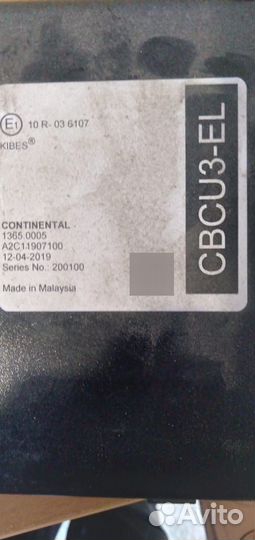 E1 10 R- 03 6107
KIBES®
CONTINENTAL
1365.0005
A2C11907100
12-04-2019
Series No.: 200100
Made in Malaysia
CBCU3-EL
Avito